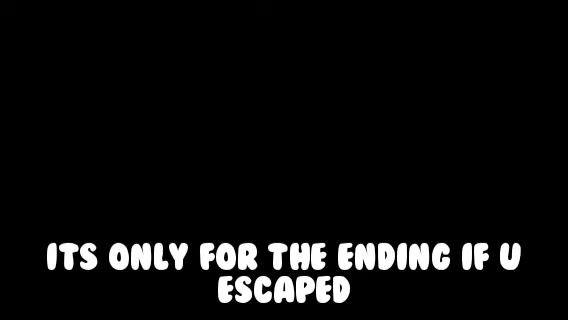 ITS ONLY FOR THE ENDING IF U
ESCAPED